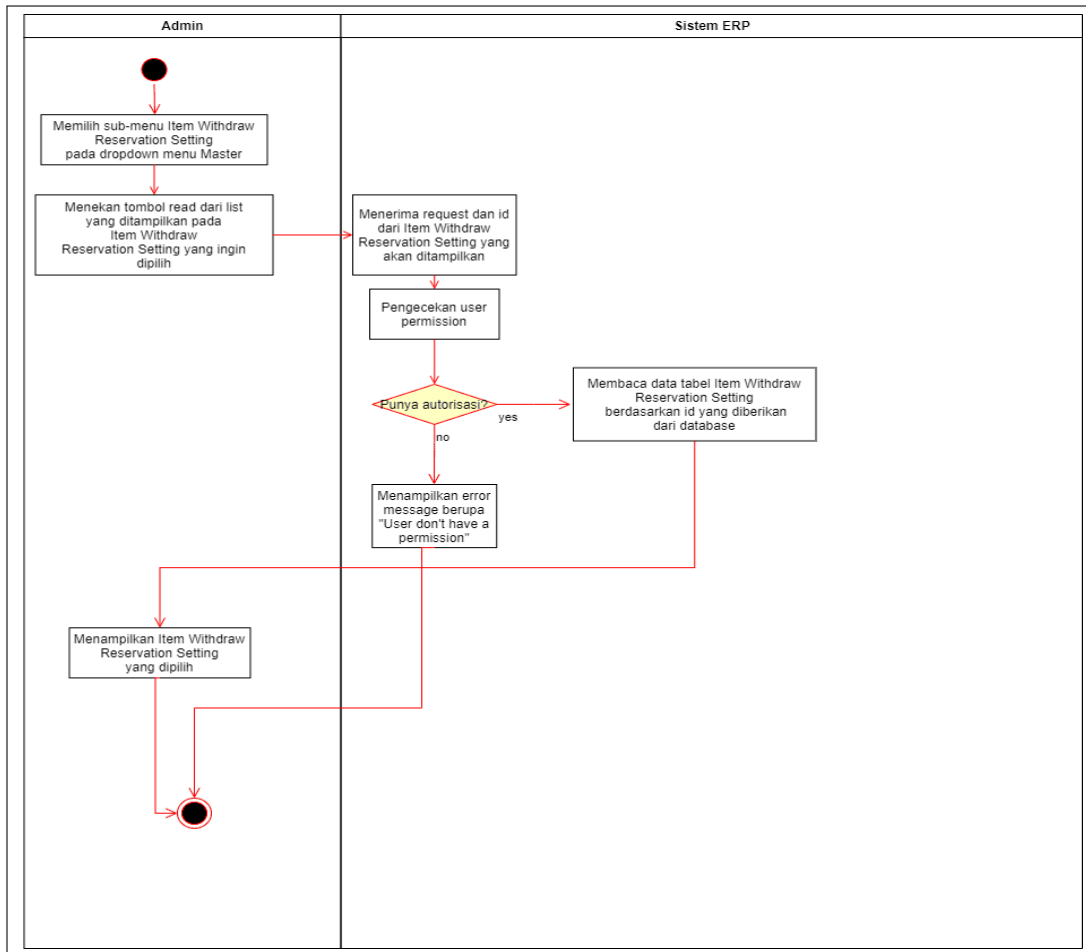 Admin
Sistem ERP
Memilih sub-menu Item Withdraw
Reservation Setting
pada dropdown menu Master
Menekan tombol read dari list
yang ditampilkan pada
Item Withdraw
Reservation Setting yang ingin
dipilih
Menerima request dan id
dari Item Withdraw
Reservation Setting yang
akan ditampilkan
Pengecekan user
permission
Punya autorisasi?
yes
no
Membaca data tabel Item Withdraw
Reservation Setting
berdasarkan id yang diberikan
dari database
Menampilkan error
message berupa
"User don't have a
permission"
Menampilkan Item Withdraw
Reservation Setting
yang dipilih